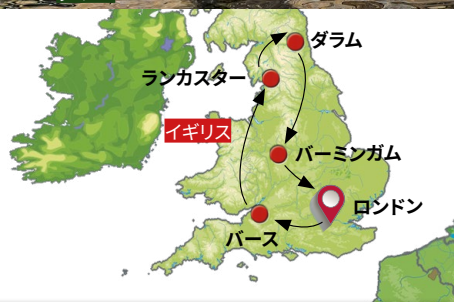 ダラム
ランカスター
イギリス
バーミンガム
ロンドン
バース